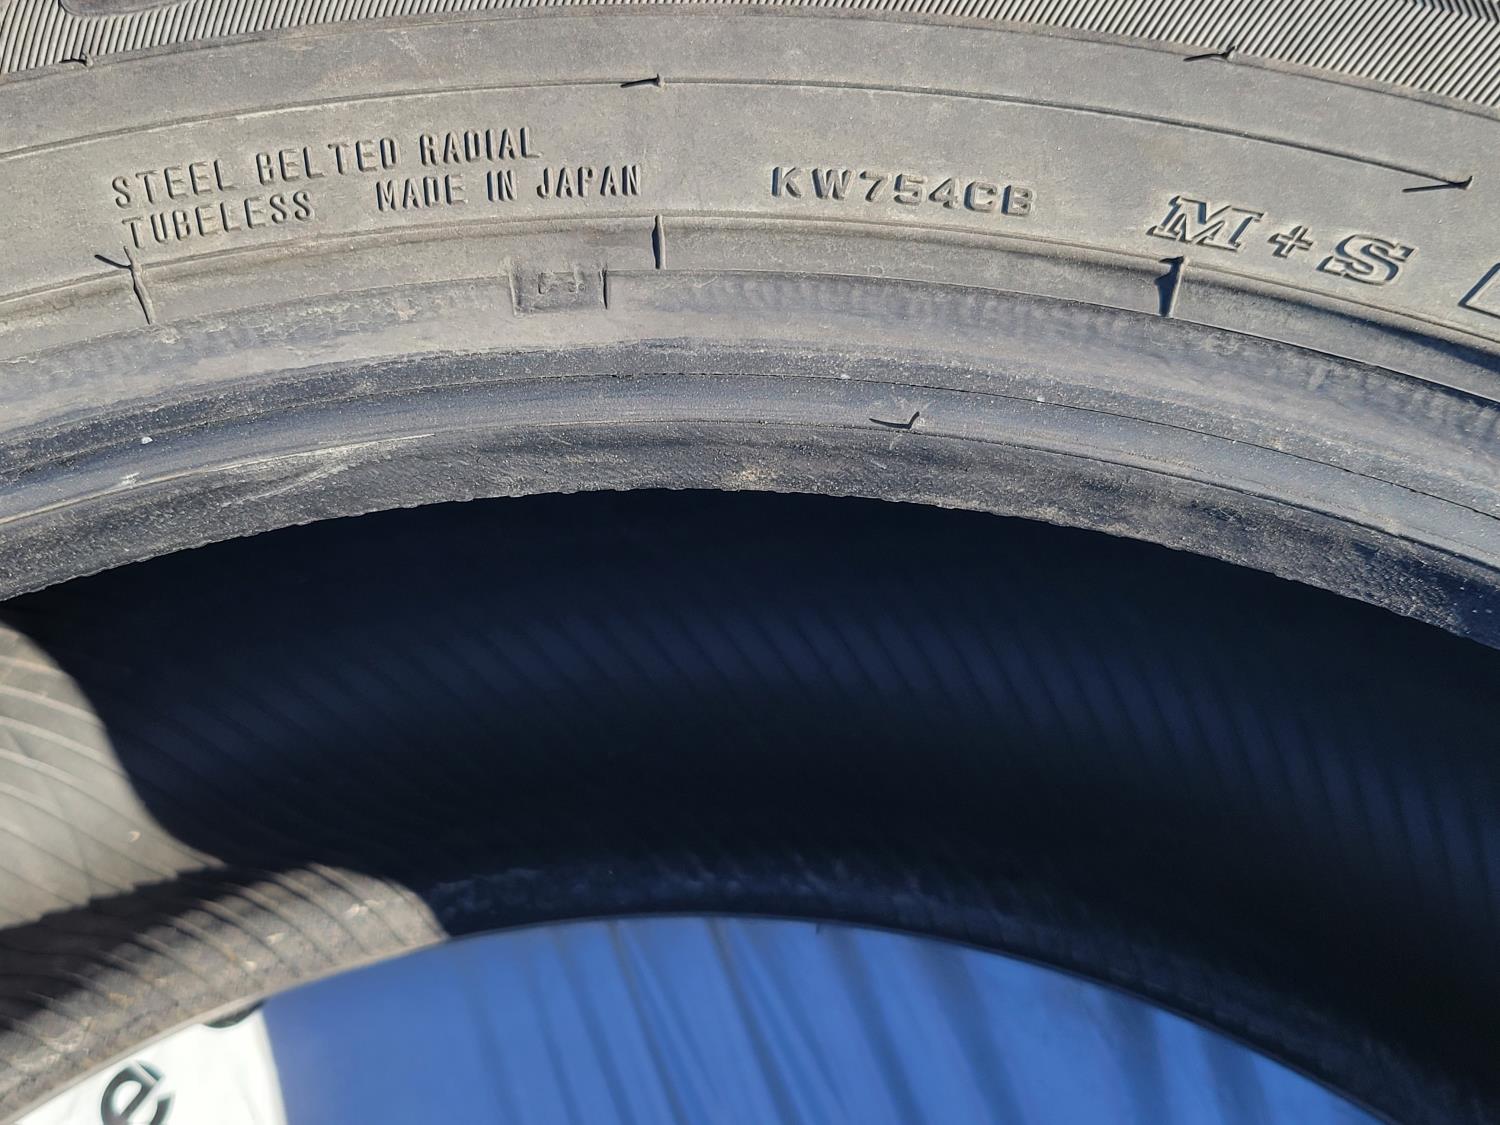 STEEL BELTED RADIAL
TUBELESS MADE IN JAPAN
KW754CB
M+S